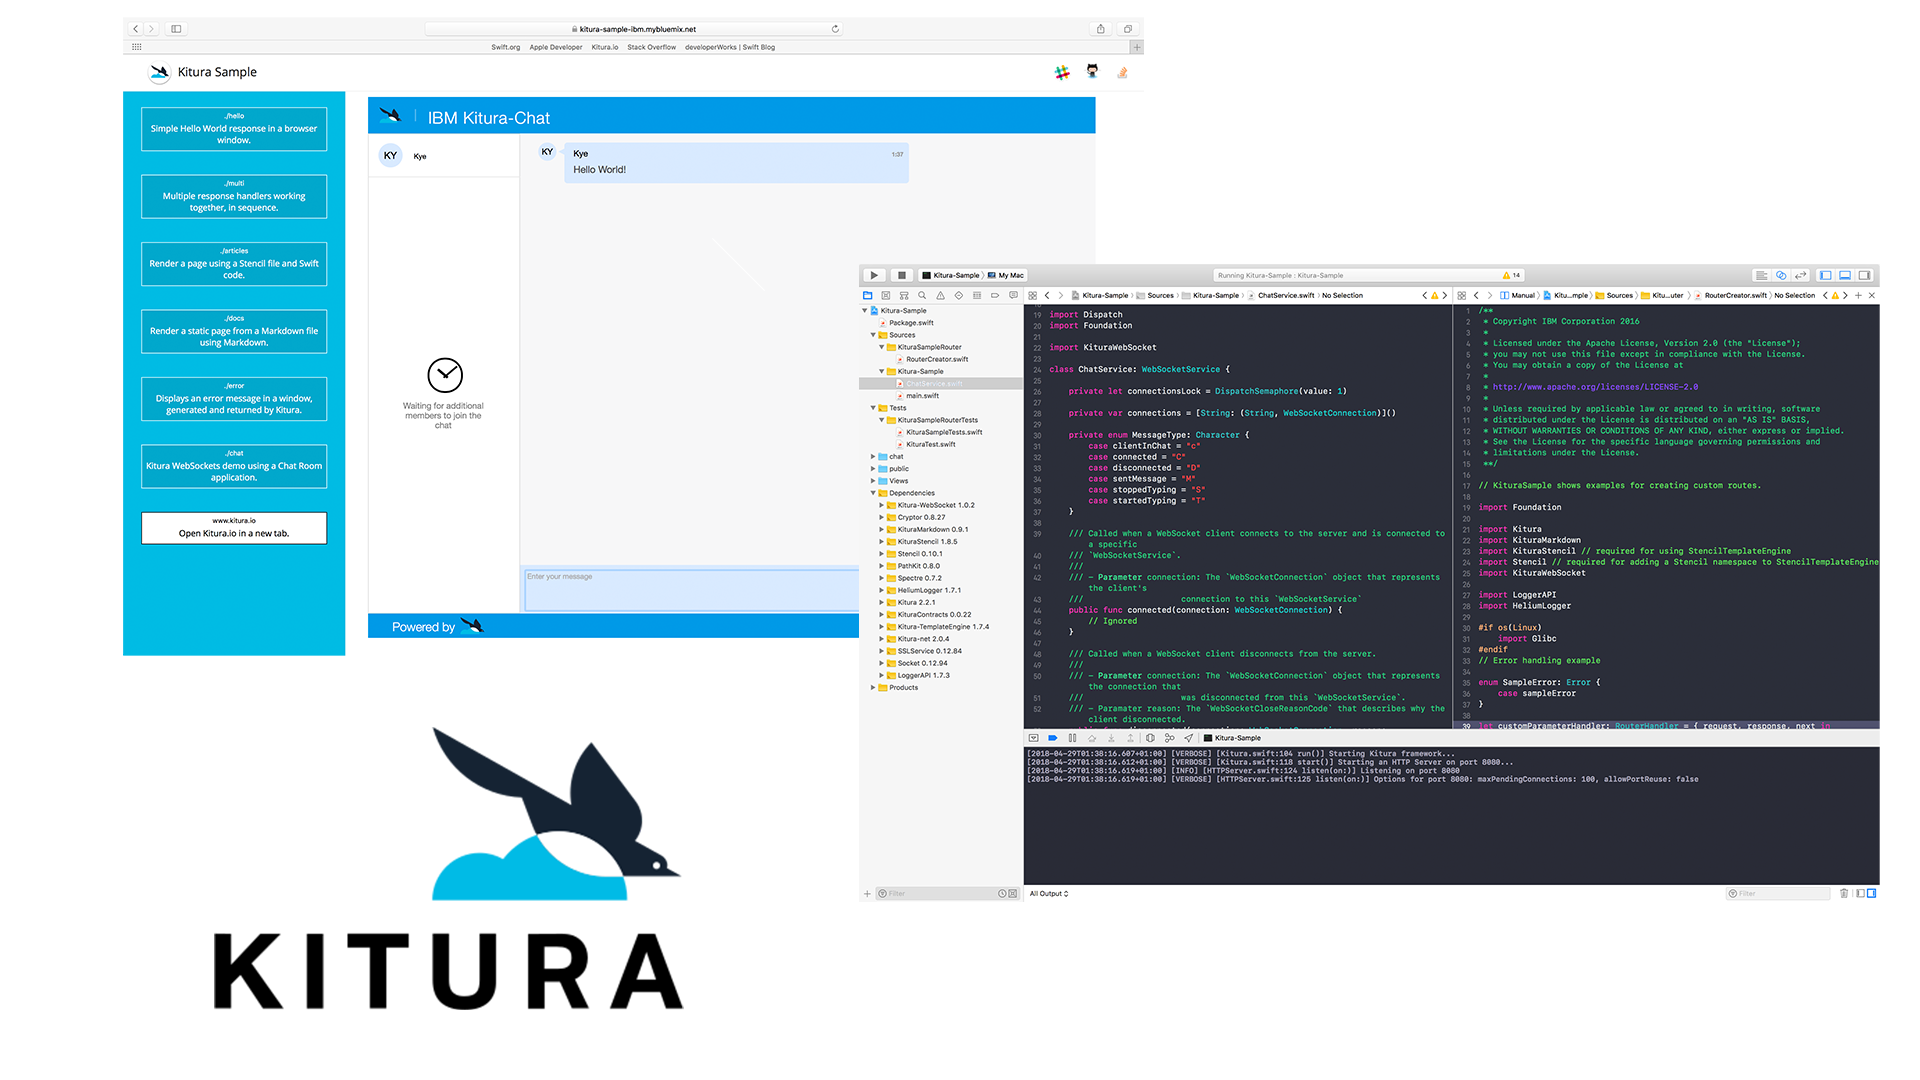 kitura-sample-ibm.mybluemix.net
Swift.org Apple Developer Kitura.io Stack Overflow developerWorks | Swift Blog
Kitura Sample
./hello
Simple Hello World response in a browser
window.
./multi
Multiple response handlers working
together, in sequence.
./articles
Render a page using a Stencil file and Swift
code.
./docs
Render a static page from a Markdown file
using Markdown.
./error
Displays an error message in a window,
generated and returned by Kitura.
./chat
Kitura WebSockets demo using a Chat Room
application.
www.kitura.io
Open Kitura.io in a new tab.
IBM Kitura-Chat
KY Kye
KY Kye 1:37
Hello World!
Waiting for additional
members to join the
chat
Enter your message
Powered by
Kitura-Sample My Mac
Running Kitura-Sample : Kitura-Sample
14
Kitura-Sample Sources Kitura-Sample ChatService.swift No Selection
Manual Kitu...mple Sources Kitu...uter RouterCreator.swift No Selection
Kitura-Sample
Package.swift
Sources
KituraSampleRouter
RouterCreator.swift
Kitura-Sample
ChatService.swift
main.swift
Tests
KituraSampleRouterTests
KituraSampleTests.swift
KituraTest.swift
chat
public
Views
Dependencies
Kitura-WebSocket 1.0.2
Cryptor 0.8.27
KituraMarkdown 0.9.1
KituraStencil 1.8.5
Stencil 0.10.1
PathKit 0.8.0
Spectre 0.7.2
HeliumLogger 1.7.1
Kitura 2.2.1
KituraContracts 0.0.22
Kitura-TemplateEngine 1.7.4
Kitura-net 2.0.4
SSLService 0.12.84
Socket 0.12.94
LoggerAPI 1.7.3
Products
Filter
19 import Dispatch
20 import Foundation
21
22 import KituraWebSocket
23
24 class ChatService: WebSocketService {
25
26 private let connectionsLock = DispatchSemaphore(value: 1)
27
28 private var connections = [String: (String, WebSocketConnection)]()
29
30 private enum MessageType: Character {
31 case clientInChat = "c"
32 case connected = "C"
33 case disconnected = "D"
34 case sentMessage = "M"
35 case stoppedTyping = "S"
36 case startedTyping = "T"
37 }
38
39 /// Called when a WebSocket client connects to the server and is connected to
a specific
40 /// `WebSocketService`.
41 ///
42 /// - Parameter connection: The `WebSocketConnection` object that represents
the client's
43 /// connection to this `WebSocketService`
44 public func connected(connection: WebSocketConnection) {
45 // Ignored
46 }
47
48 /// Called when a WebSocket client disconnects from the server.
49 ///
50 /// - Parameter connection: The `WebSocketConnection` object that represents
the connection that
51 /// was disconnected from this `WebSocketService`.
52 /// - Paramater reason: The `WebSocketCloseReasonCode` that describes why the
client disconnected.
1 /**
2 * Copyright IBM Corporation 2016
3 *
4 * Licensed under the Apache License, Version 2.0 (the "License");
5 * you may not use this file except in compliance with the License.
6 * You may obtain a copy of the License at
7 *
8 * http://www.apache.org/licenses/LICENSE-2.0
9 *
10 * Unless required by applicable law or agreed to in writing, software
11 * distributed under the License is distributed on an "AS IS" BASIS,
12 * WITHOUT WARRANTIES OR CONDITIONS OF ANY KIND, either express or implied.
13 * See the License for the specific language governing permissions and
14 * limitations under the License.
15 **/
16
17 // KituraSample shows examples for creating custom routes.
18
19 import Foundation
20
21 import Kitura
22 import KituraMarkdown
23 import KituraStencil // required for using StencilTemplateEngine
24 import Stencil // required for adding a Stencil namespace to StencilTemplateEngine
25 import KituraWebSocket
26
27 import LoggerAPI
28 import HeliumLogger
29
30 #if os(Linux)
31 import Glibc
32 #endif
33 // Error handling example
34
35 enum SampleError: Error {
36 case sampleError
37 }
38
39 let customParameterHandler: RouterHandler = { request, response, next in
Kitura-Sample
[2018-04-29T01:38:16.607+01:00] [VERBOSE] [Kitura.swift:104 run()] Starting Kitura framework...
[2018-04-29T01:38:16.612+01:00] [VERBOSE] [Kitura.swift:118 start()] Starting an HTTP Server on port 8080...
[2018-04-29T01:38:16.619+01:00] [INFO] [HTTPServer.swift:124 listen(on:)] Listening on port 8080
[2018-04-29T01:38:16.619+01:00] [VERBOSE] [HTTPServer.swift:125 listen(on:)] Options for port 8080: maxPendingConnections: 100, allowPortReuse: false
All Output
Filter
KITURA